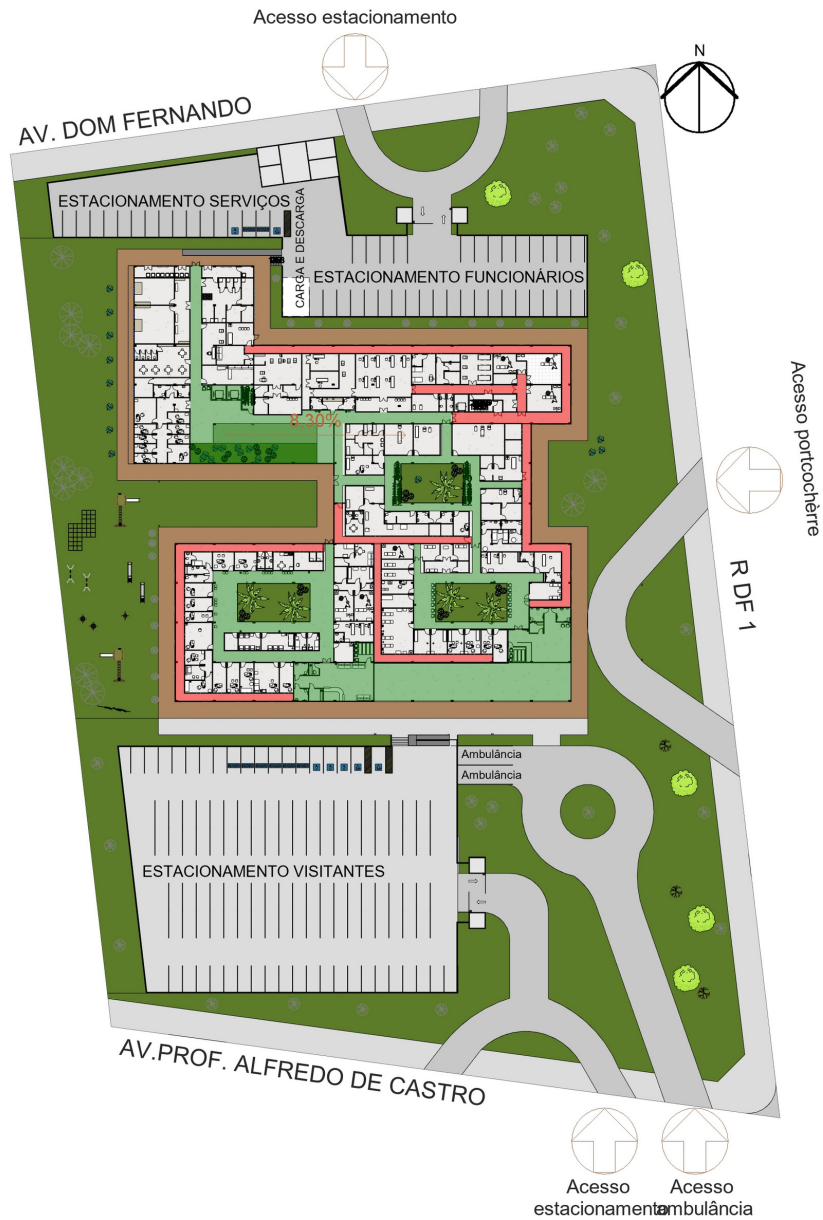 Acesso estacionamento
N
AV. DOM FERNANDO
ESTACIONAMENTO SERVIÇOS
CARGA E DESCARGA
ESTACIONAMENTO FUNCIONÁRIOS
8,30%
Acesso portcochèrre
R DF 1
Ambulância
Ambulância
ESTACIONAMENTO VISITANTES
AV.PROF. ALFREDO DE CASTRO
Acesso
estacionamento
Acesso
ambulância